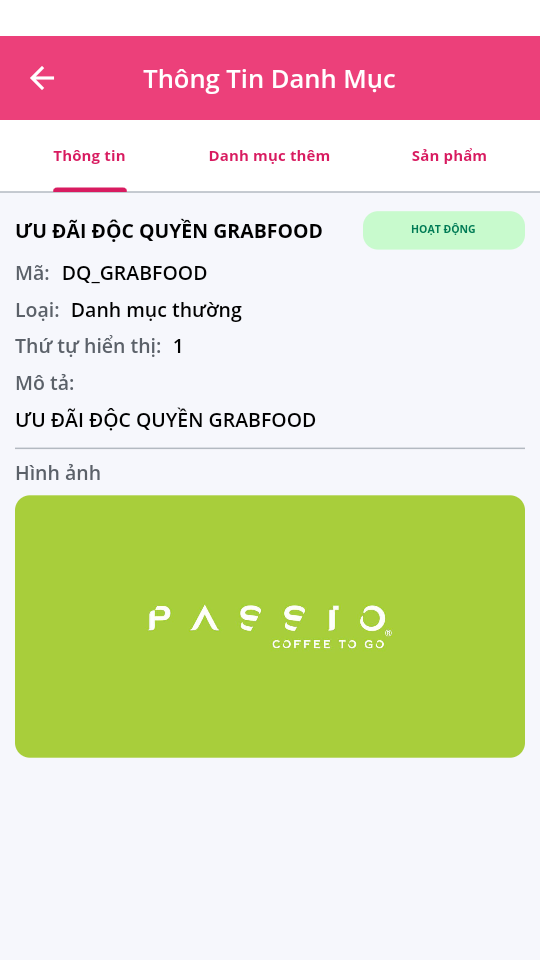 Thông Tin Danh Mục
Thông tin
Danh mục thêm
Sản phẩm
ƯU ĐÃI ĐỘC QUYỀN GRABFOOD
HOẠT ĐỘNG
Mã: DQ_GRABFOOD
Loại: Danh mục thường
Thứ tự hiển thị: 1
Mô tả:
ƯU ĐÃI ĐỘC QUYỀN GRABFOOD
Hình ảnh
PASSIO®
COFFEE TO GO